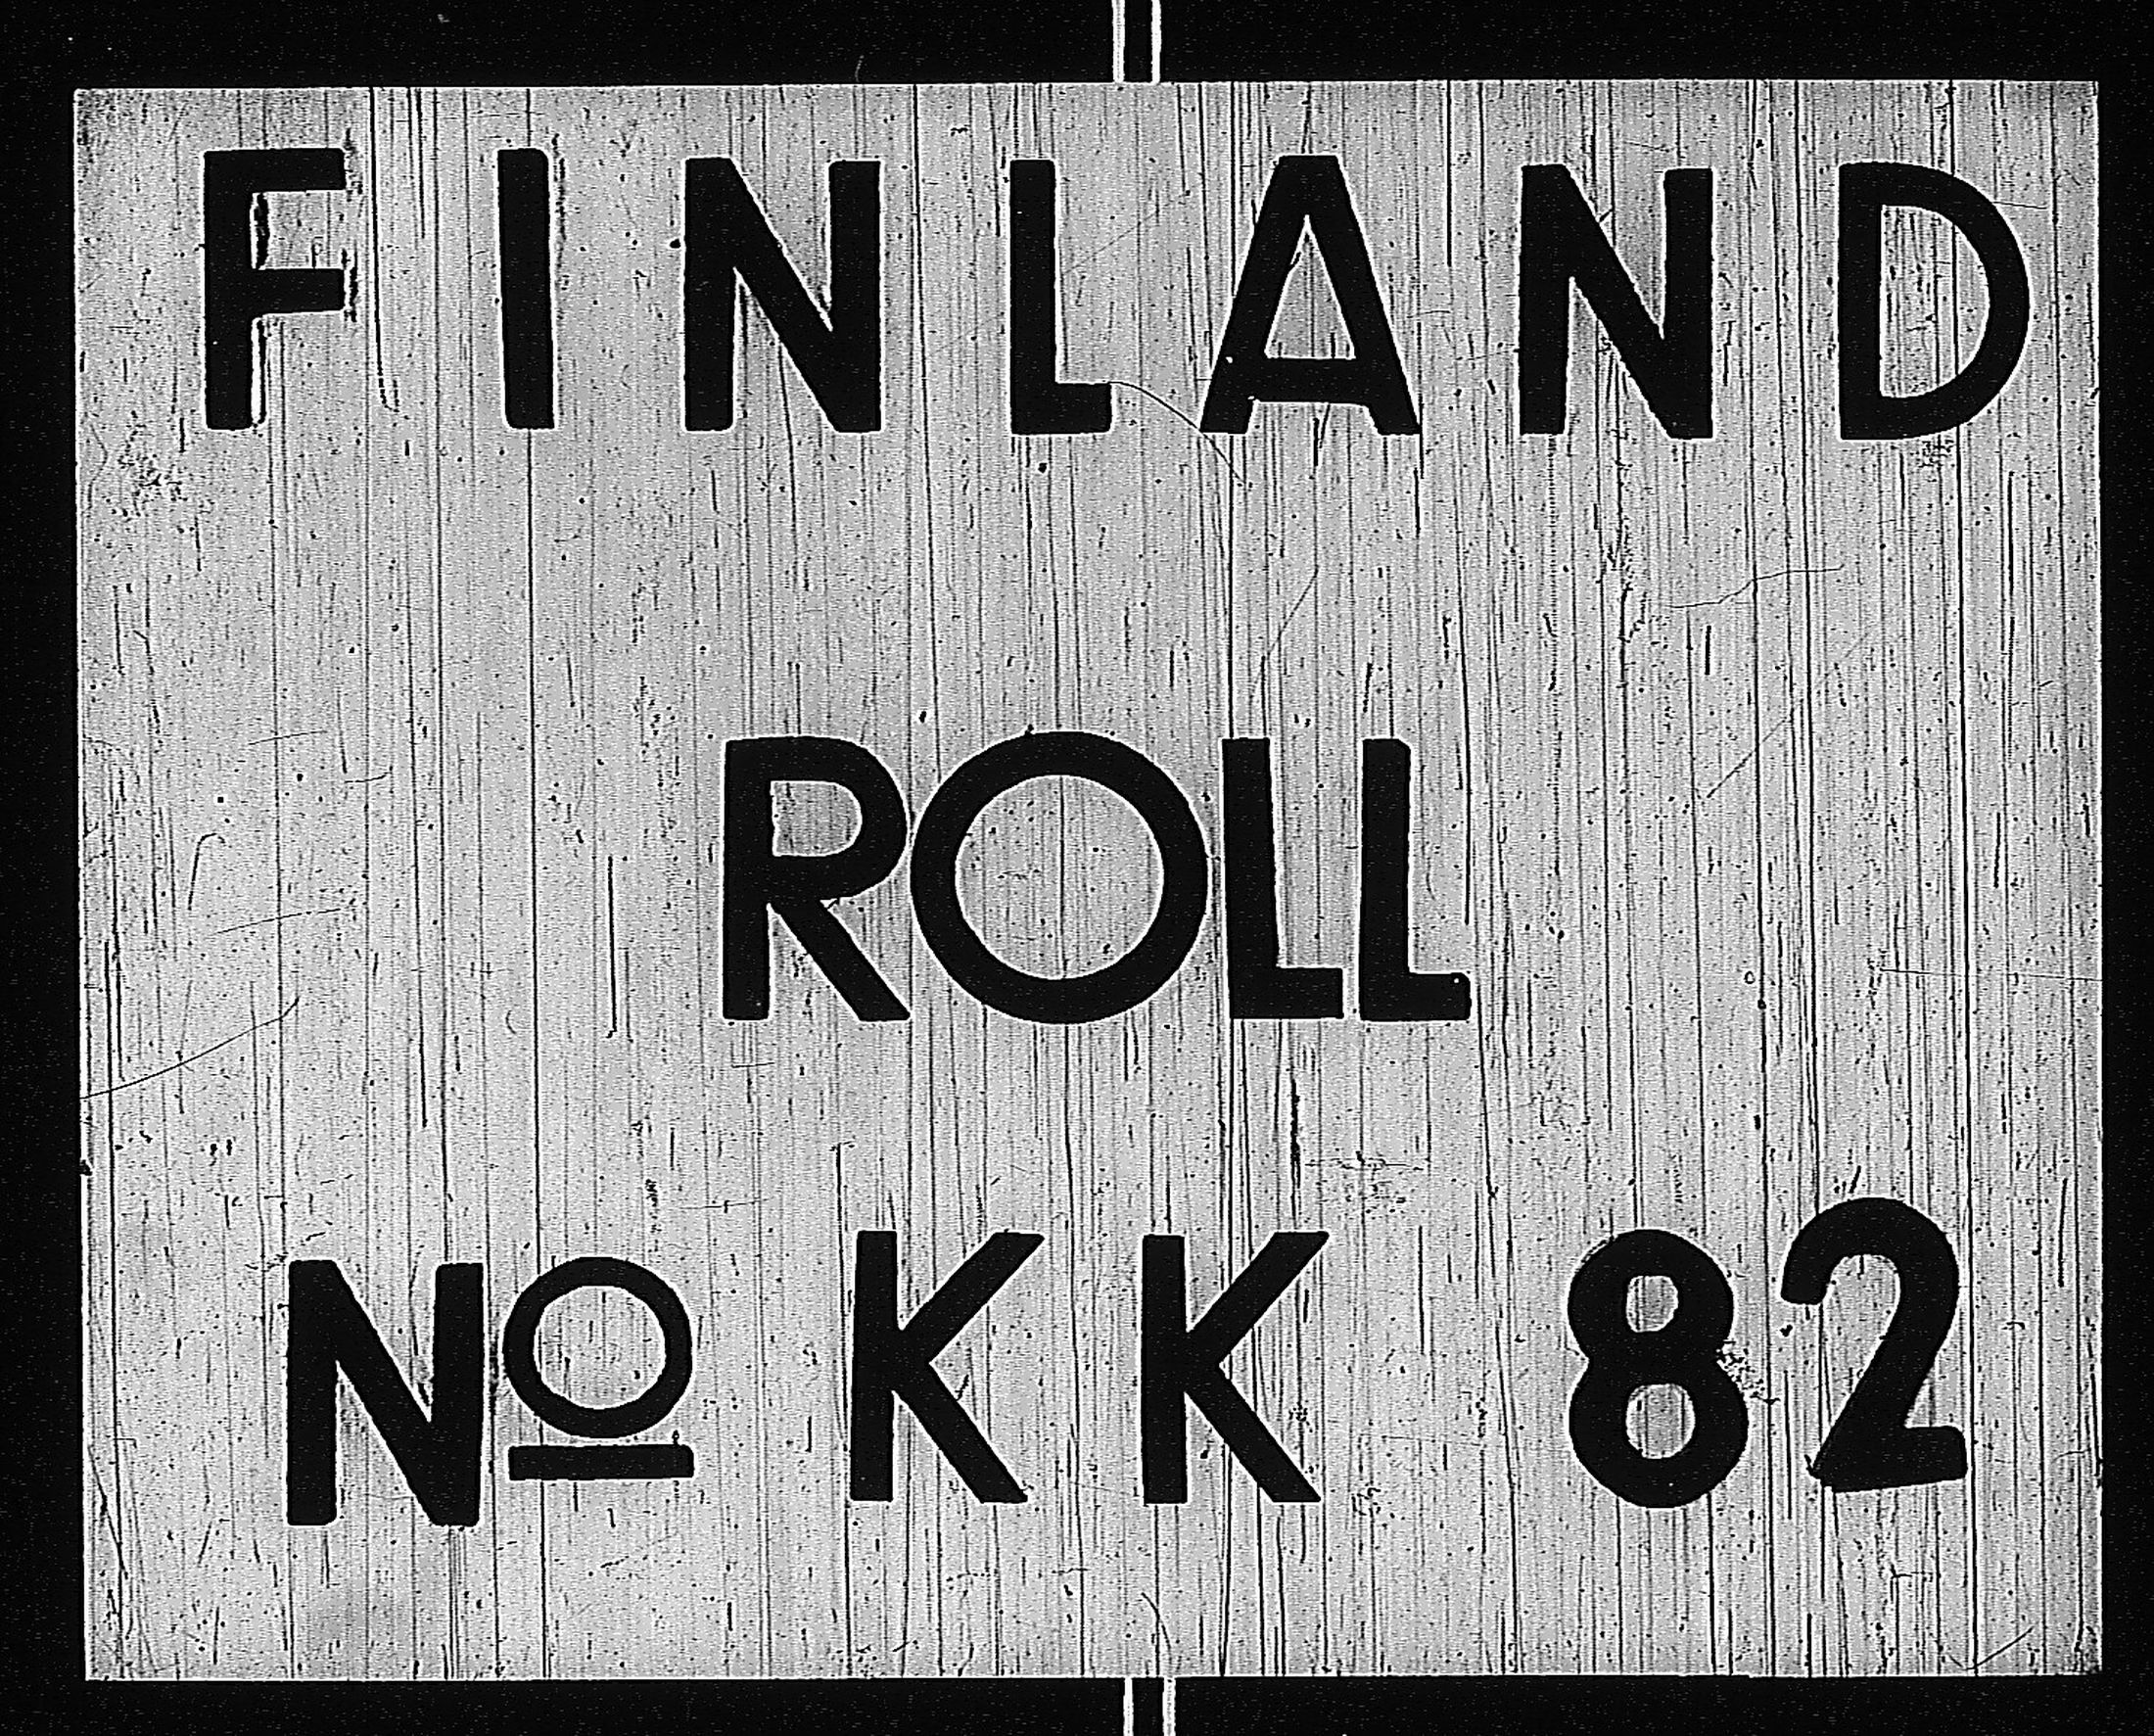 FINLAND
ROLL
Nº KK 82